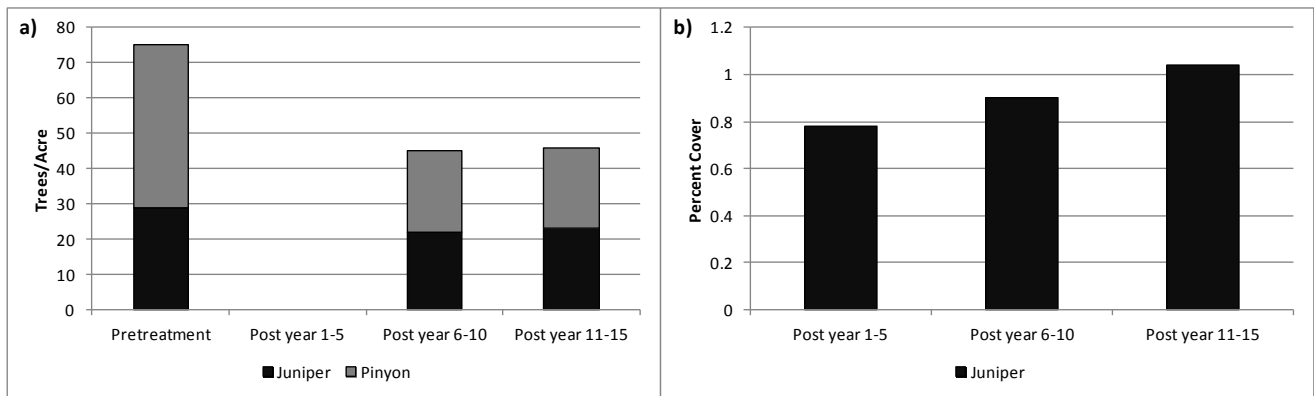 a)
Trees/Acre
80
70
60
50
40
30
20
10
0
Pretreatment Post year 1-5 Post year 6-10 Post year 11-15
Juniper Pinyon
b)
Percent Cover
1.2
1
0.8
0.6
0.4
0.2
0
Post year 1-5 Post year 6-10 Post year 11-15
Juniper